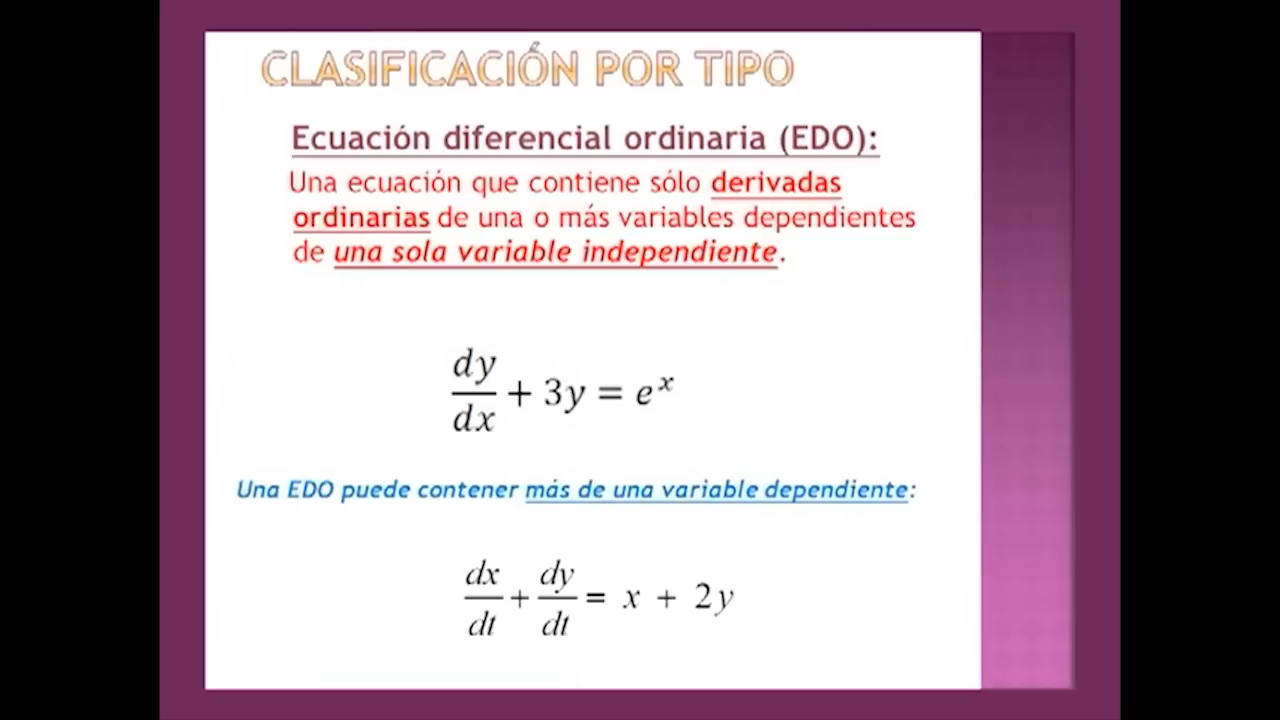 CLASIFICACIÓN POR TIPO
Ecuación diferencial ordinaria (EDO):
Una ecuación que contiene sólo derivadas
ordinarias de una o más variables dependientes
de una sola variable independiente.
dy/dx + 3y = e^x
Una EDO puede contener más de una variable dependiente:
dx/dt + dy/dt = x + 2y